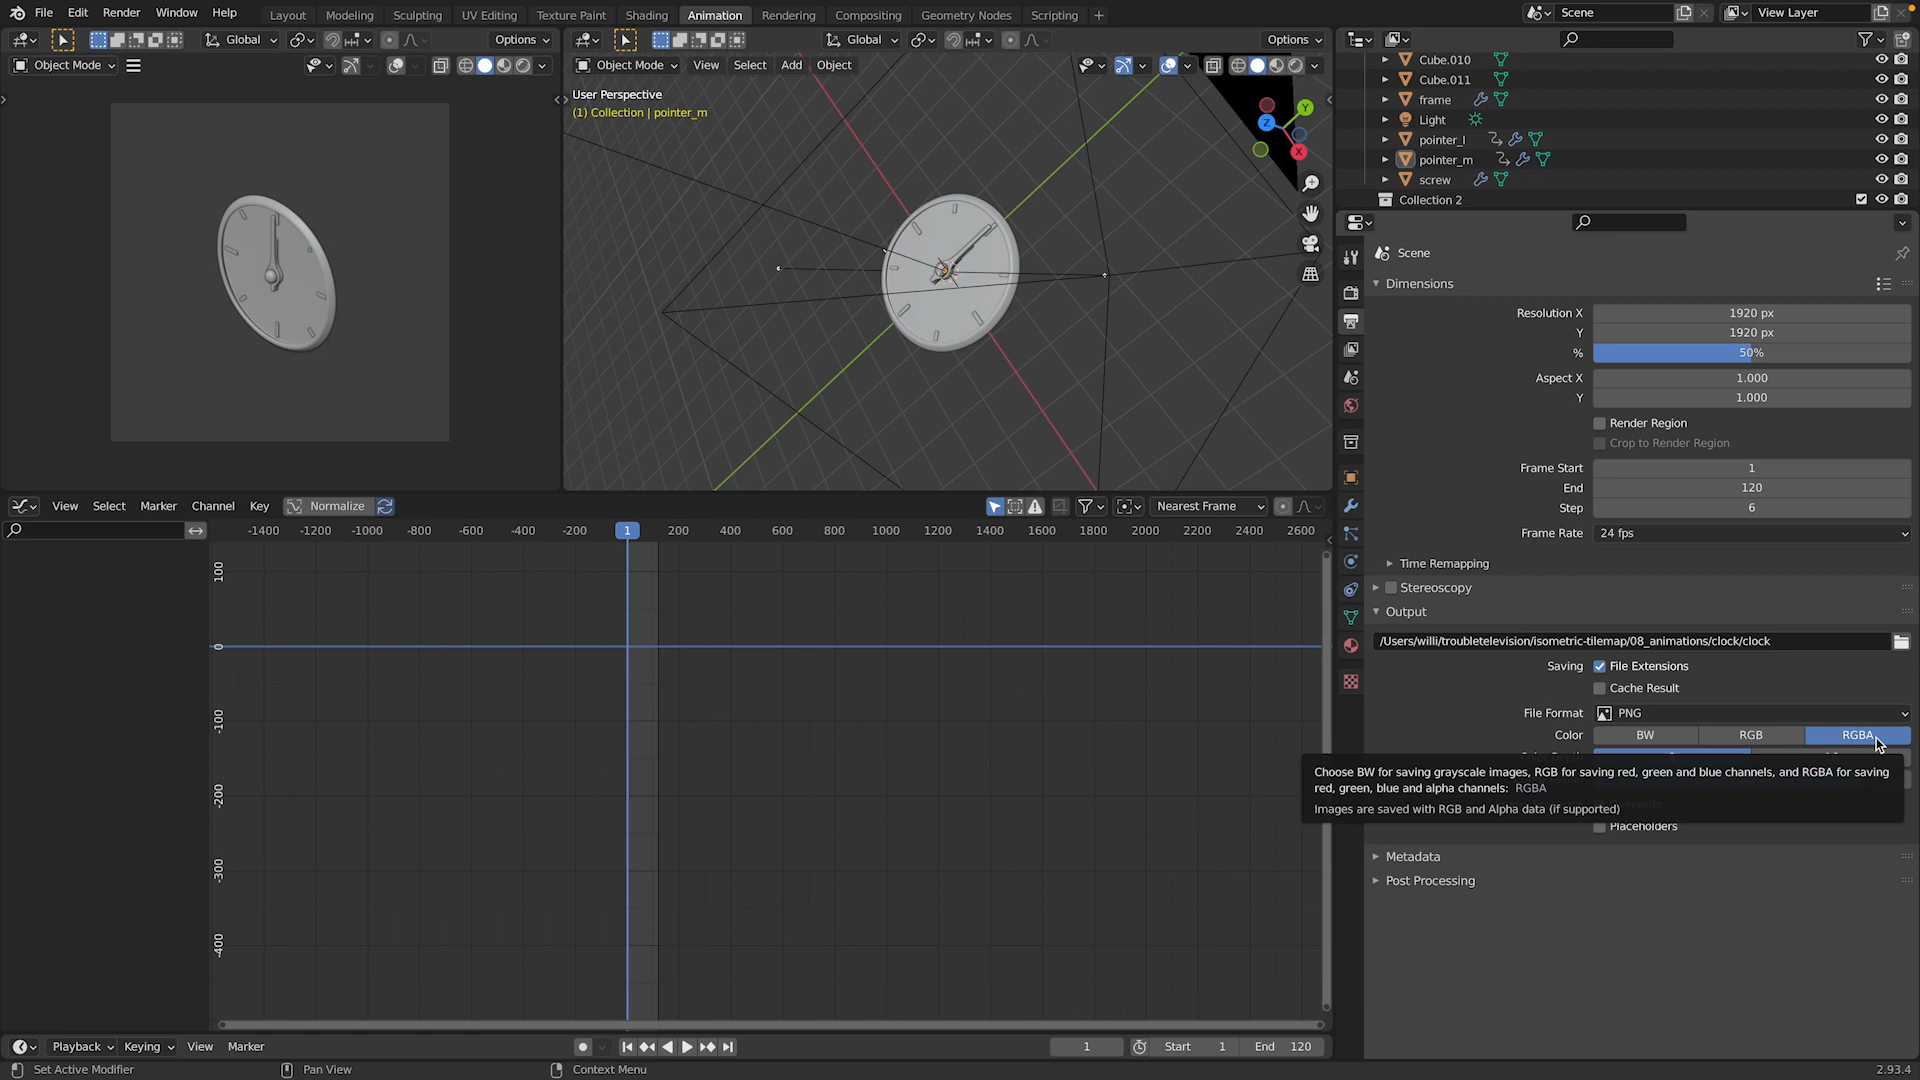 File Edit Render Window Help
Layout Modeling Sculpting UV Editing Texture Paint Shading Animation Rendering Compositing Geometry Nodes Scripting +
Scene
View Layer
Global
Options
Global
Options
Object Mode
Object Mode View Select Add Object
User Perspective
(1) Collection | pointer_m
Y
Z
X
Cube.010
Cube.011
frame
Light
pointer_l
pointer_m
screw
Collection 2
Scene
Dimensions
Resolution X 1920 px
Y 1920 px
% 50%
Aspect X 1.000
Y 1.000
Render Region
Crop to Render Region
Frame Start 1
End 120
Step 6
Frame Rate 24 fps
Time Remapping
Stereoscopy
Output
/Users/willi/troubletelevision/isometric-tilemap/08_animations/clock/clock
Saving File Extensions
Cache Result
File Format PNG
Color BW RGB RGBA
Choose BW for saving grayscale images, RGB for saving red, green and blue channels, and RGBA for saving
red, green, blue and alpha channels: RGBA
Images are saved with RGB and Alpha data (if supported)
Placeholders
Metadata
Post Processing
View Select Marker Channel Key Normalize
Nearest Frame
-1400 -1200 -1000 -800 -600 -400 -200 1 200 400 600 800 1000 1200 1400 1600 1800 2000 2200 2400 2600
100
0
-100
-200
-300
-400
Playback Keying View Marker
1
Start 1
End 120
Set Active Modifier
Pan View
Context Menu
2.93.4